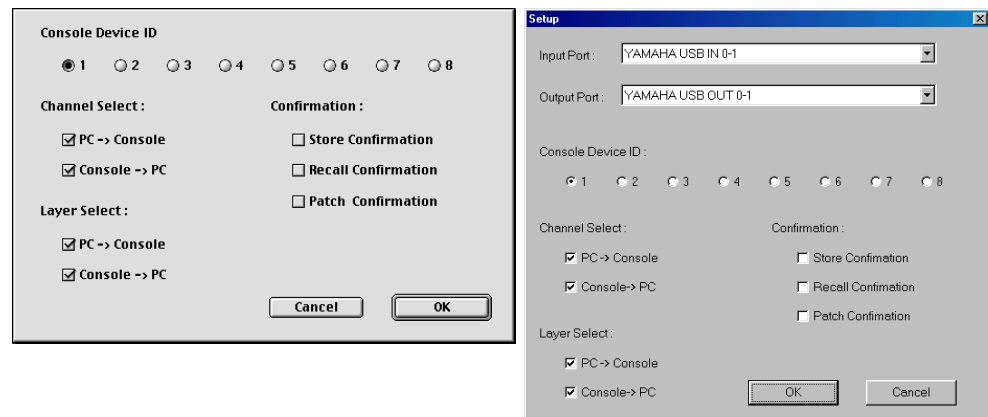 Console Device ID
1 2 3 4 5 6 7 8
Channel Select :
PC -> Console
Console -> PC
Confirmation :
Store Confirmation
Recall Confirmation
Patch Confirmation
Layer Select :
PC -> Console
Console -> PC
Cancel OK
Setup
Input Port : YAMAHA USB IN 0-1
Output Port : YAMAHA USB OUT 0-1
Console Device ID :
1 2 3 4 5 6 7 8
Channel Select :
PC -> Console
Console-> PC
Confirmation :
Store Confimation
Recall Confimation
Patch Confimation
Layer Select :
PC -> Console
Console-> PC
OK Cancel